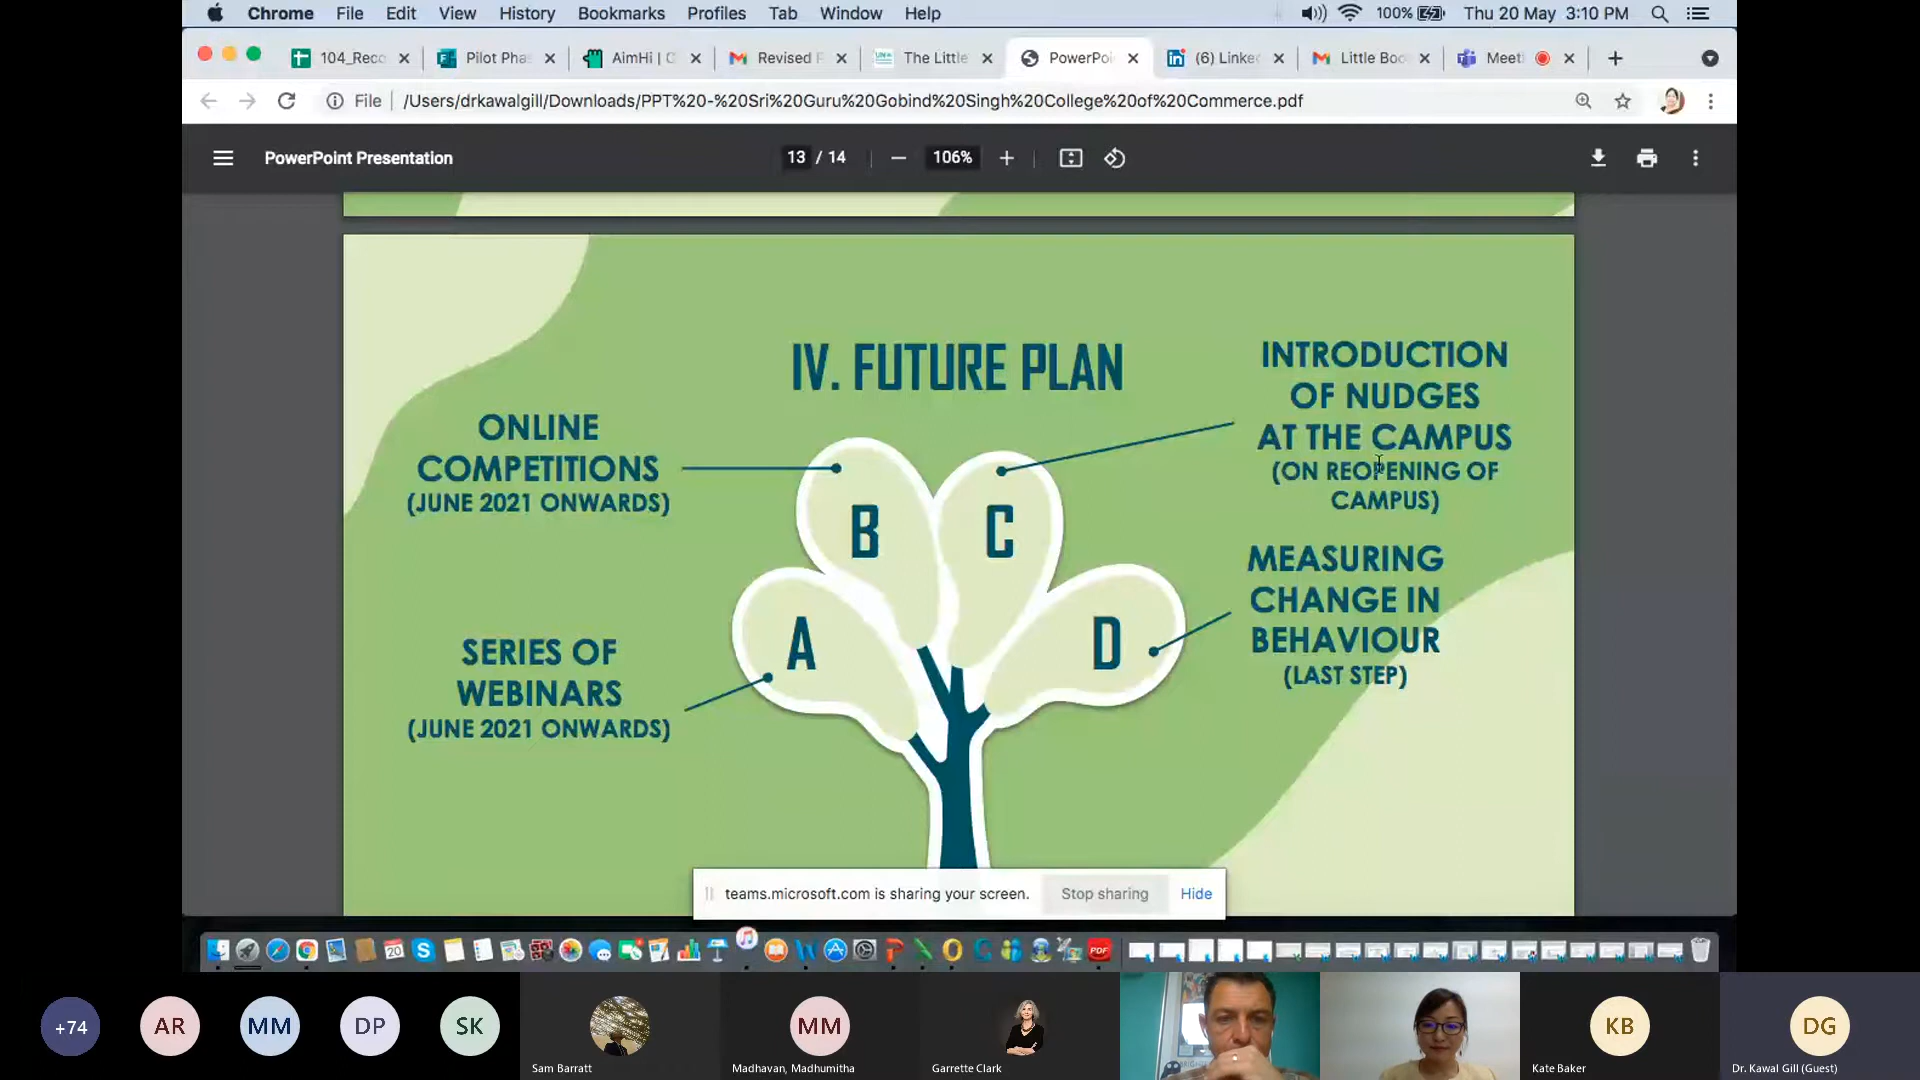 Chrome File Edit View History Bookmarks Profiles Tab Window Help 100% Thu 20 May 3:10 PM
104_Reco Pilot Pha AimHi | C Revised F The Little PowerPoi (6) Linke Little Boo Meeti
File /Users/drkawalgill/Downloads/PPT%20-%20Sri%20Guru%20Gobind%20Singh%20College%20of%20Commerce.pdf
PowerPoint Presentation 13 / 14 106%
IV. FUTURE PLAN
ONLINE
COMPETITIONS
(JUNE 2021 ONWARDS)
INTRODUCTION
OF NUDGES
AT THE CAMPUS
(ON REOPENING OF
CAMPUS)
B
C
A
D
SERIES OF
WEBINARS
(JUNE 2021 ONWARDS)
MEASURING
CHANGE IN
BEHAVIOUR
(LAST STEP)
teams.microsoft.com is sharing your screen. Stop sharing Hide
+74 AR MM DP SK MM KB DG
Sam Barratt Madhavan, Madhumitha Garrette Clark Kate Baker Dr. Kawal Gill (Guest)